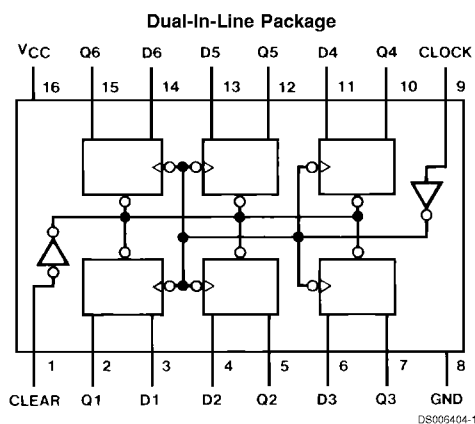 Dual-In-Line Package
VCC Q6 D6 D5 Q5 D4 Q4 CLOCK
16 15 14 13 12 11 10 9
1 2 3 4 5 6 7 8
CLEAR Q1 D1 D2 Q2 D3 Q3 GND
DS006404-1